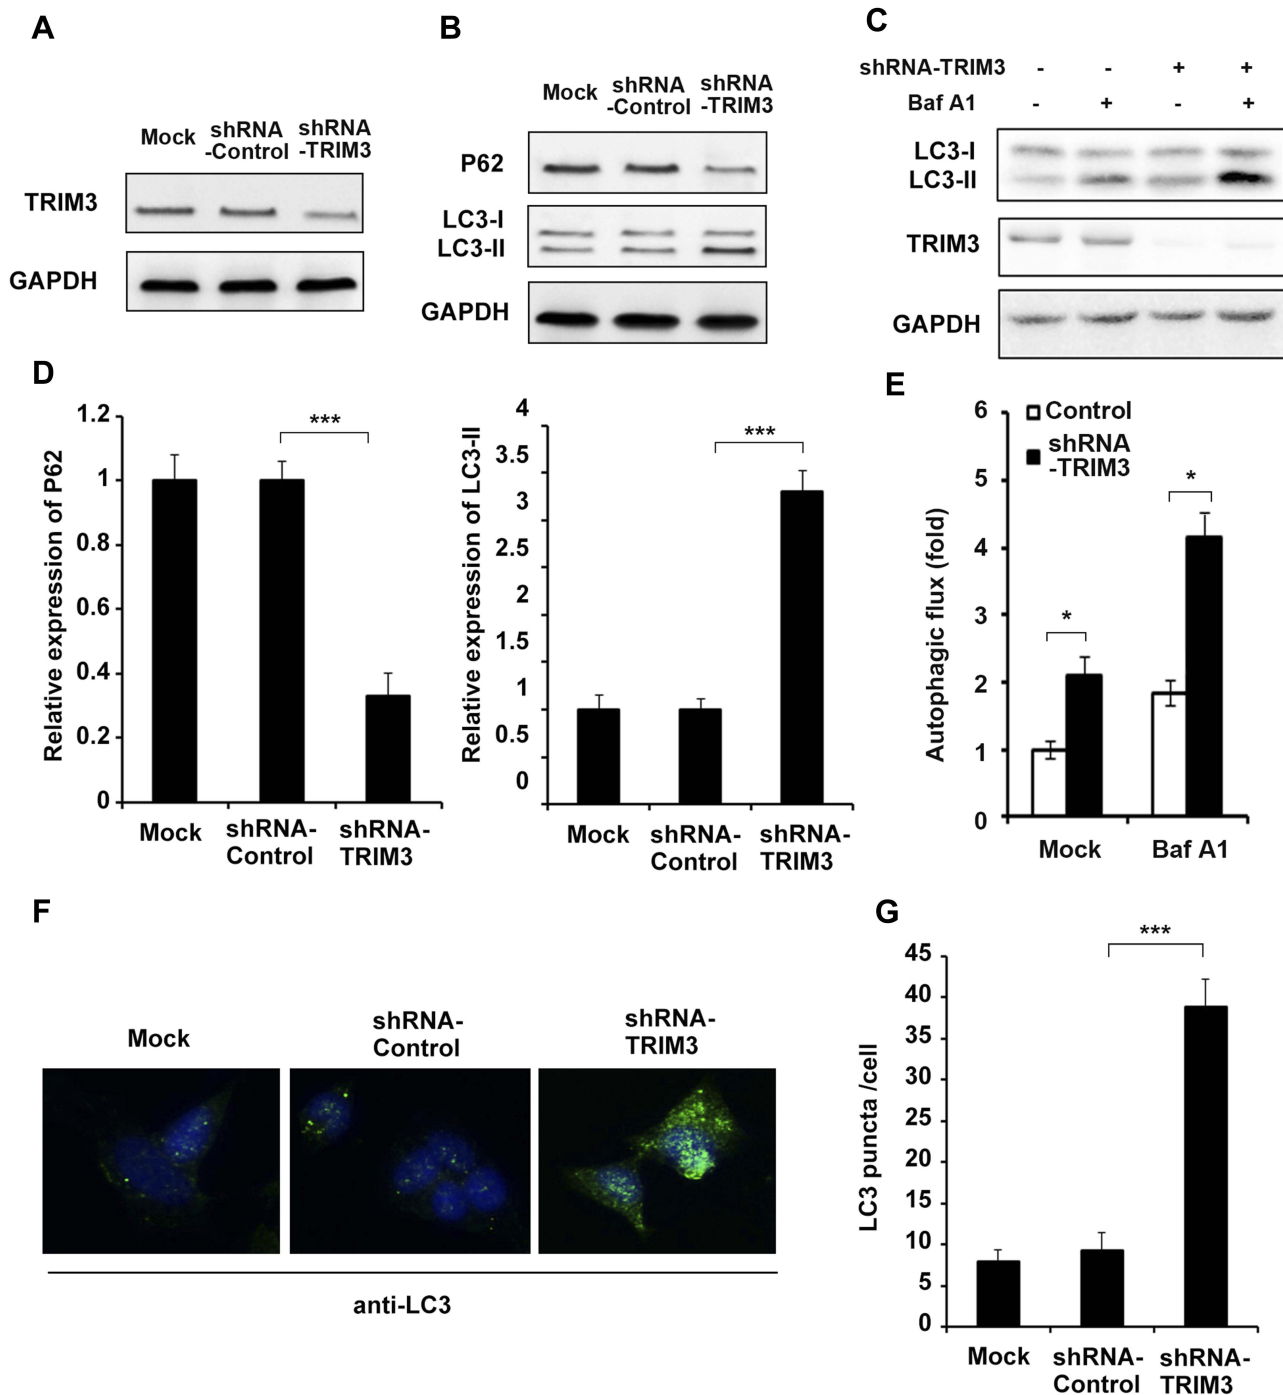 A
Mock
shRNA
-Control
shRNA
-TRIM3
TRIM3
GAPDH
B
Mock
shRNA
-Control
shRNA
-TRIM3
P62
LC3-I
LC3-II
GAPDH
C
shRNA-TRIM3 - - + +
Baf A1 - + - +
LC3-I
LC3-II
TRIM3
GAPDH
D
Relative expression of P62
1.2
1
0.8
0.6
0.4
0.2
0
***
Mock
shRNA-
Control
shRNA-
TRIM3
Relative expression of LC3-II
4
3.5
3
2.5
2
1.5
1
0.5
0
***
Mock
shRNA-
Control
shRNA-
TRIM3
E
Autophagic flux (fold)
6
5
4
3
2
1
0
Control
shRNA
-TRIM3
*
*
Mock
Baf A1
F
Mock
shRNA-
Control
shRNA-
TRIM3
anti-LC3
G
LC3 puncta /cell
45
40
35
30
25
20
15
10
5
0
***
Mock
shRNA-
Control
shRNA-
TRIM3